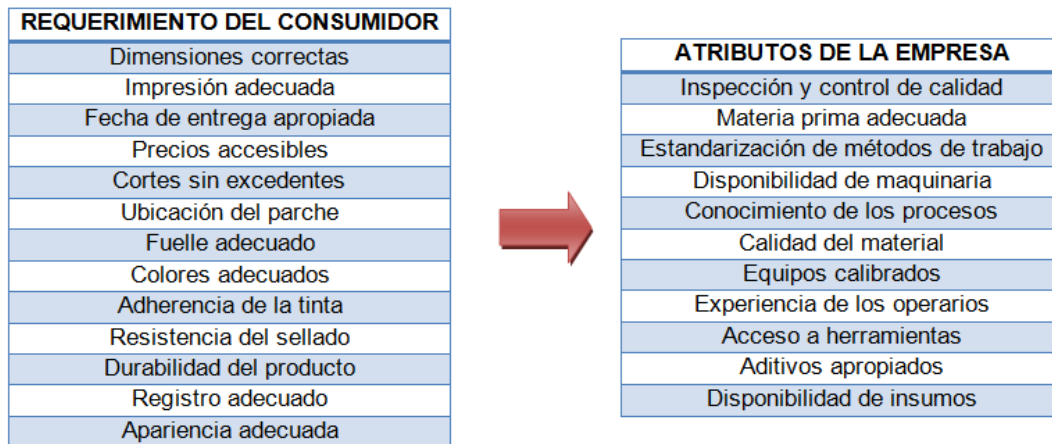 REQUERIMIENTO DEL CONSUMIDOR
Dimensiones correctas
Impresión adecuada
Fecha de entrega apropiada
Precios accesibles
Cortes sin excedentes
Ubicación del parche
Fuelle adecuado
Colores adecuados
Adherencia de la tinta
Resistencia del sellado
Durabilidad del producto
Registro adecuado
Apariencia adecuada
ATRIBUTOS DE LA EMPRESA
Inspección y control de calidad
Materia prima adecuada
Estandarización de métodos de trabajo
Disponibilidad de maquinaria
Conocimiento de los procesos
Calidad del material
Equipos calibrados
Experiencia de los operarios
Acceso a herramientas
Aditivos apropiados
Disponibilidad de insumos